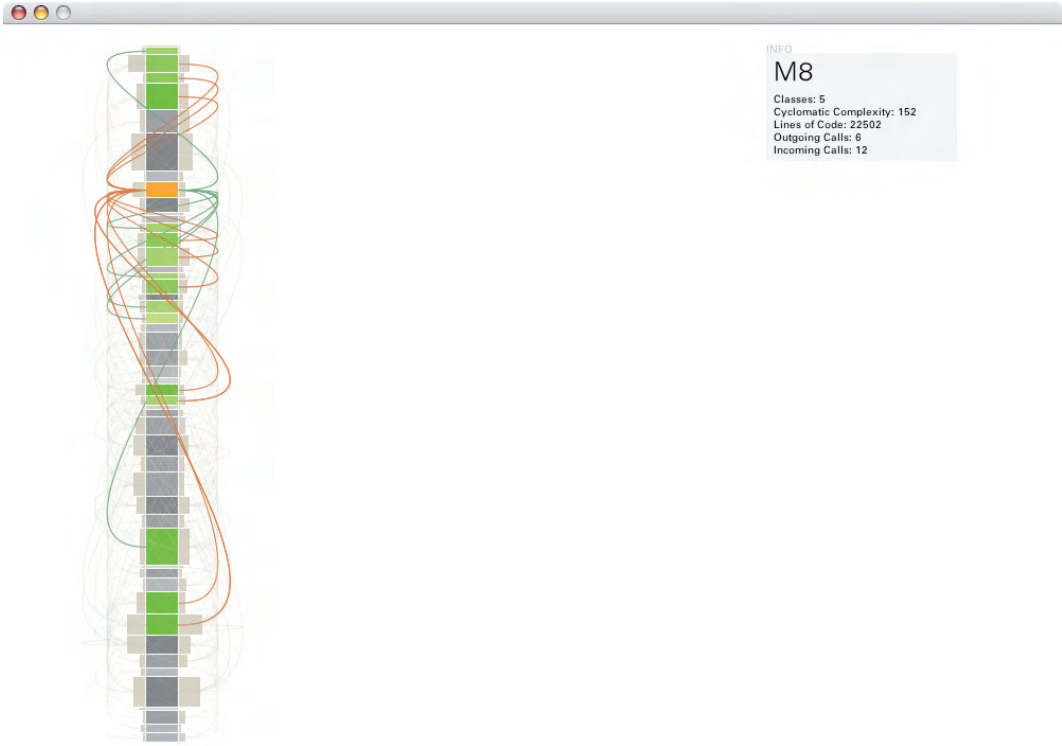 INFO
M8
Classes: 5
Cyclomatic Complexity: 152
Lines of Code: 22502
Outgoing Calls: 6
Incoming Calls: 12